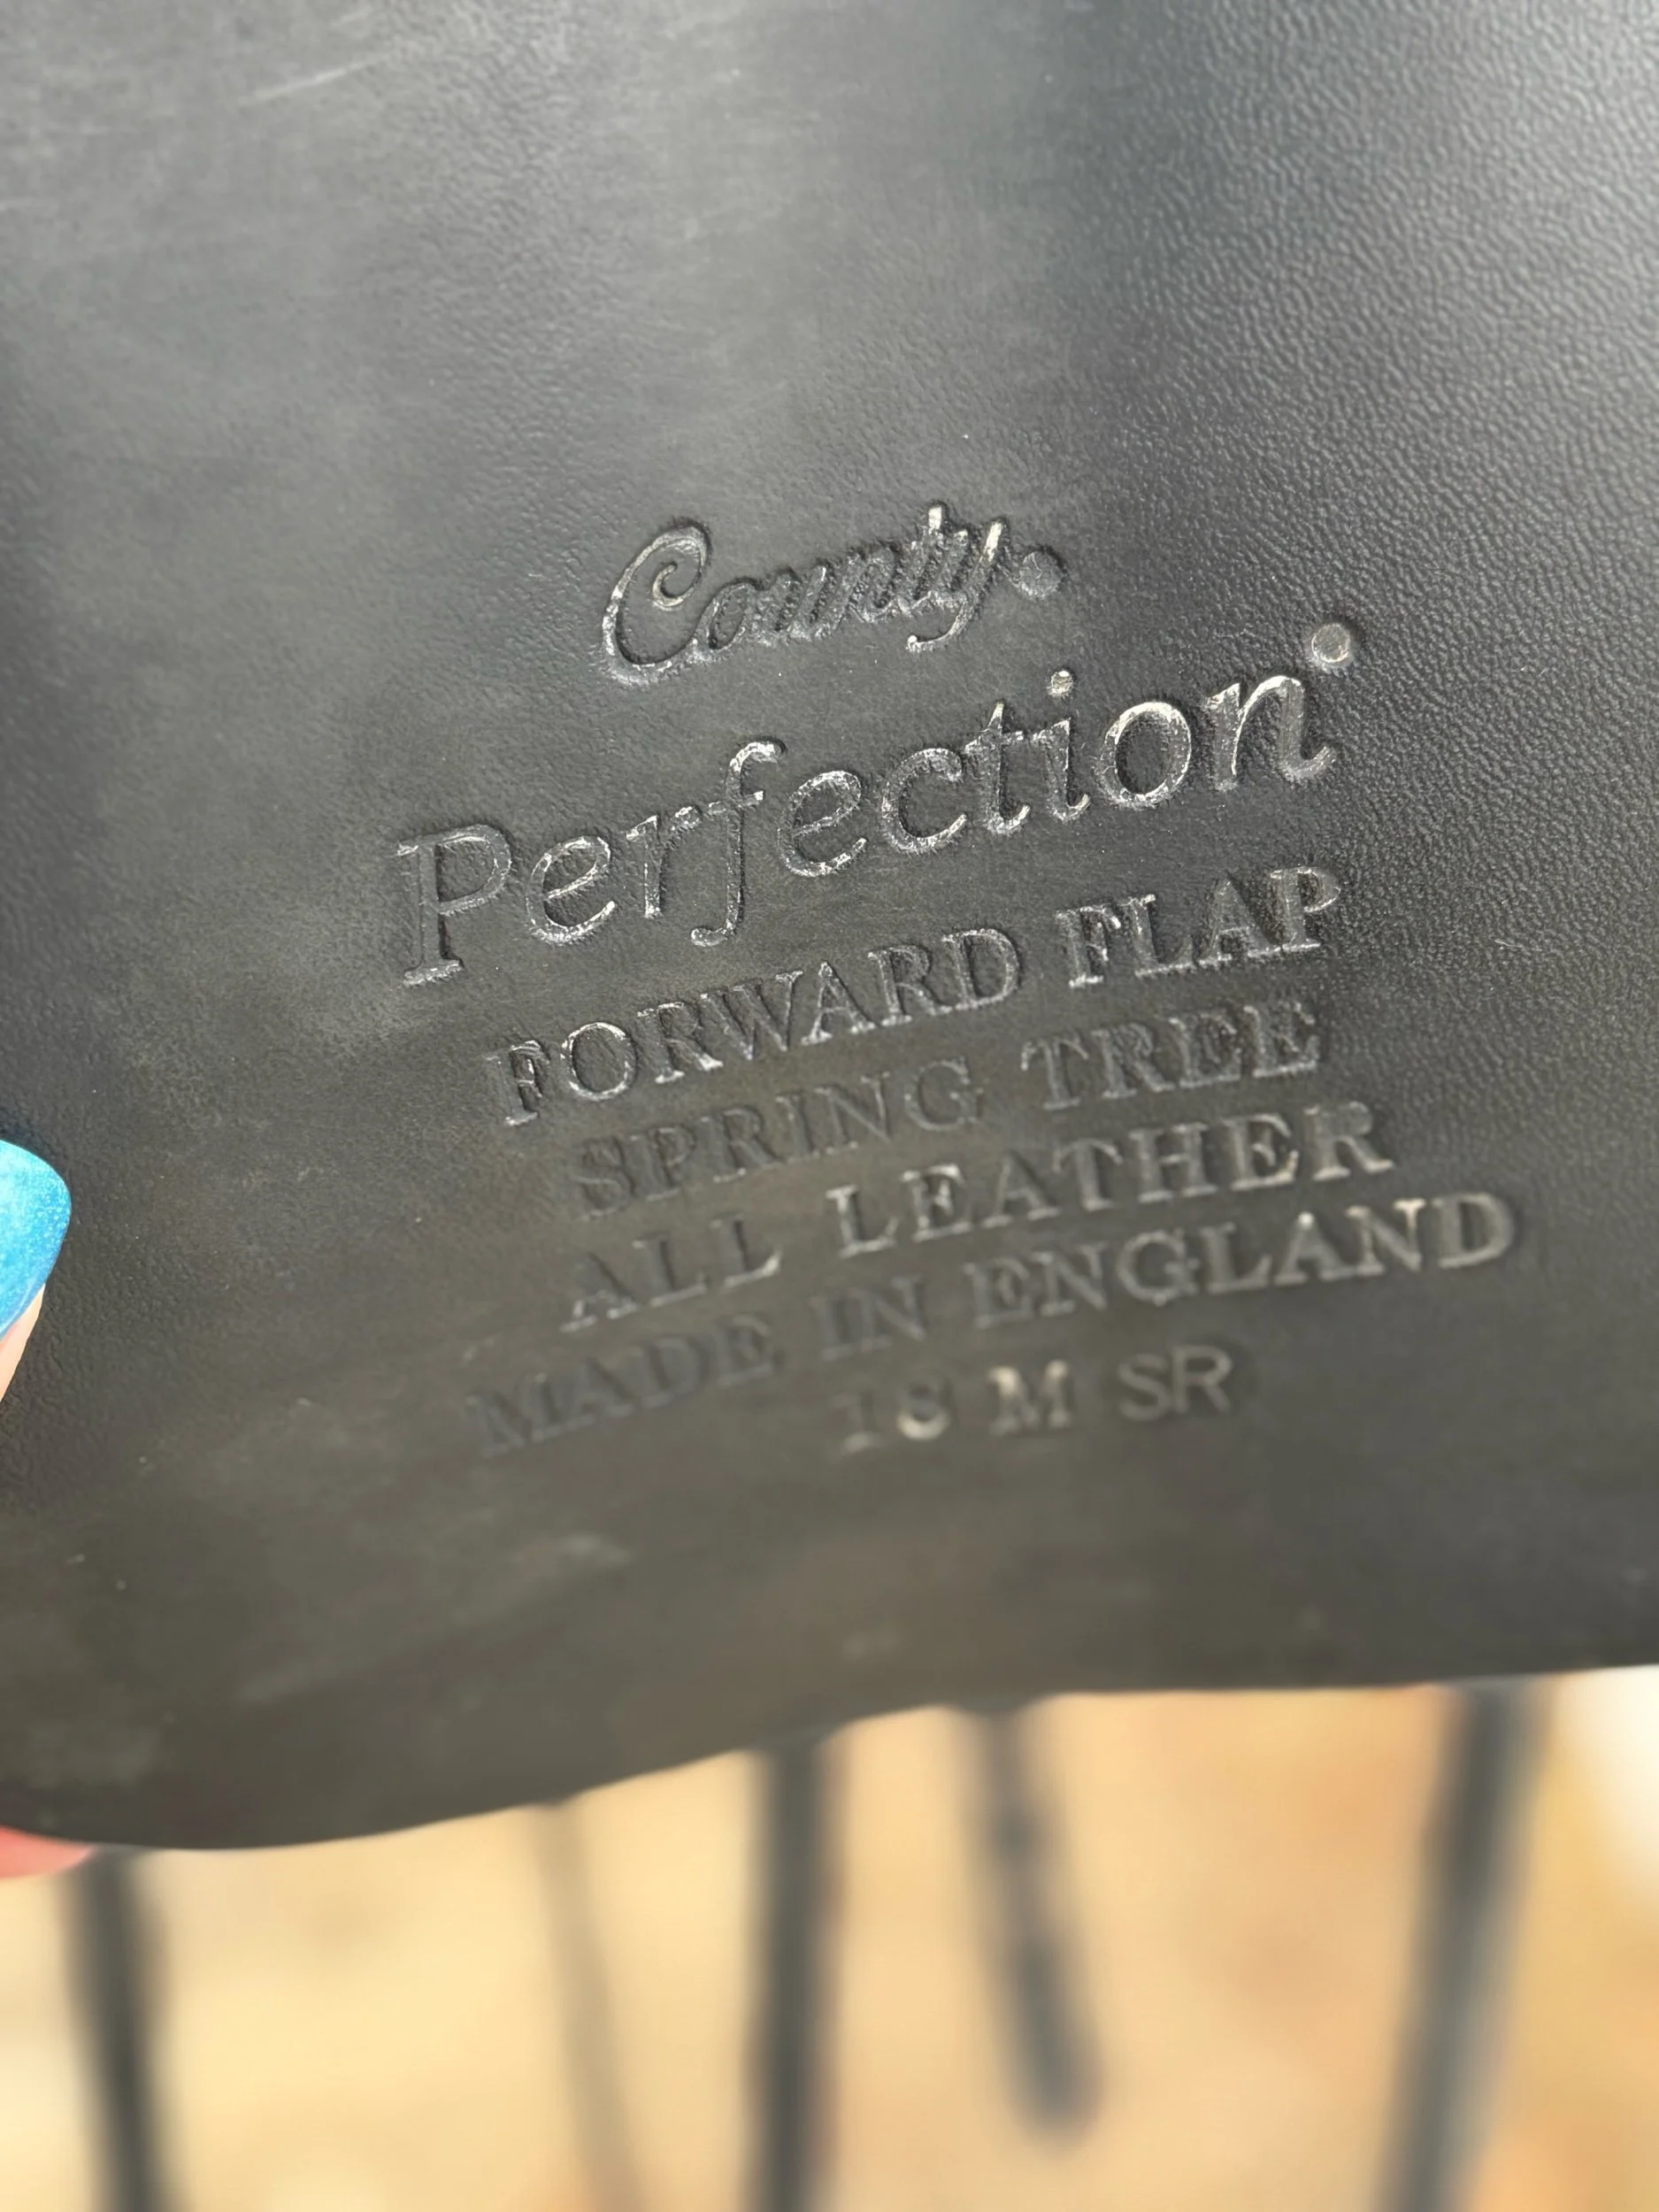 County
Perfection
FORWARD FLAP
SPRING TREE
ALL LEATHER
MADE IN ENGLAND
18 M SR